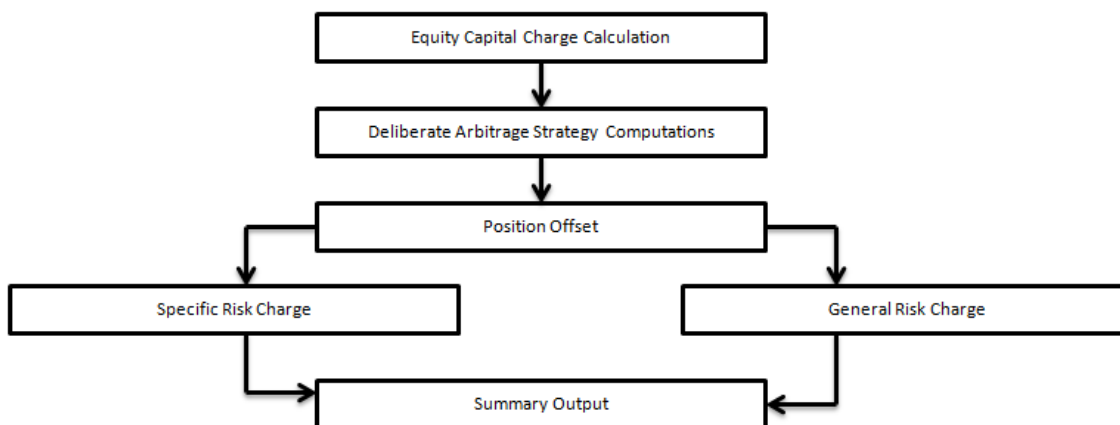 Equity Capital Charge Calculation
Deliberate Arbitrage Strategy Computations
Position Offset
Specific Risk Charge
General Risk Charge
Summary Output